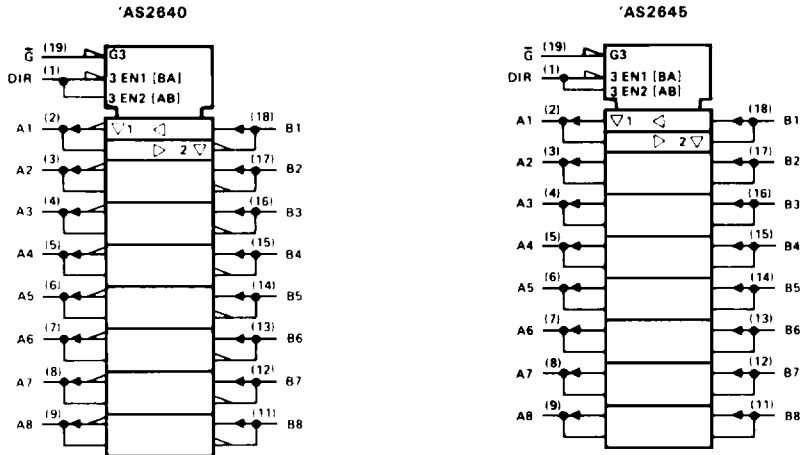 'AS2640
G̅ (19) G3
DIR (1) 3 EN1 [BA]
3 EN2 [AB]
A1 (2) ▽ 1 ◁ (18) B1
▷ 2 ▽
A2 (3) (17) B2
A3 (4) (16) B3
A4 (5) (15) B4
A5 (6) (14) B5
A6 (7) (13) B6
A7 (8) (12) B7
A8 (9) (11) B8
'AS2645
G̅ (19) G3
DIR (1) 3 EN1 [BA]
3 EN2 [AB]
A1 (2) ▽ 1 ◁ (18) B1
▷ 2 ▽
A2 (3) (17) B2
A3 (4) (16) B3
A4 (5) (15) B4
A5 (6) (14) B5
A6 (7) (13) B6
A7 (8) (12) B7
A8 (9) (11) B8